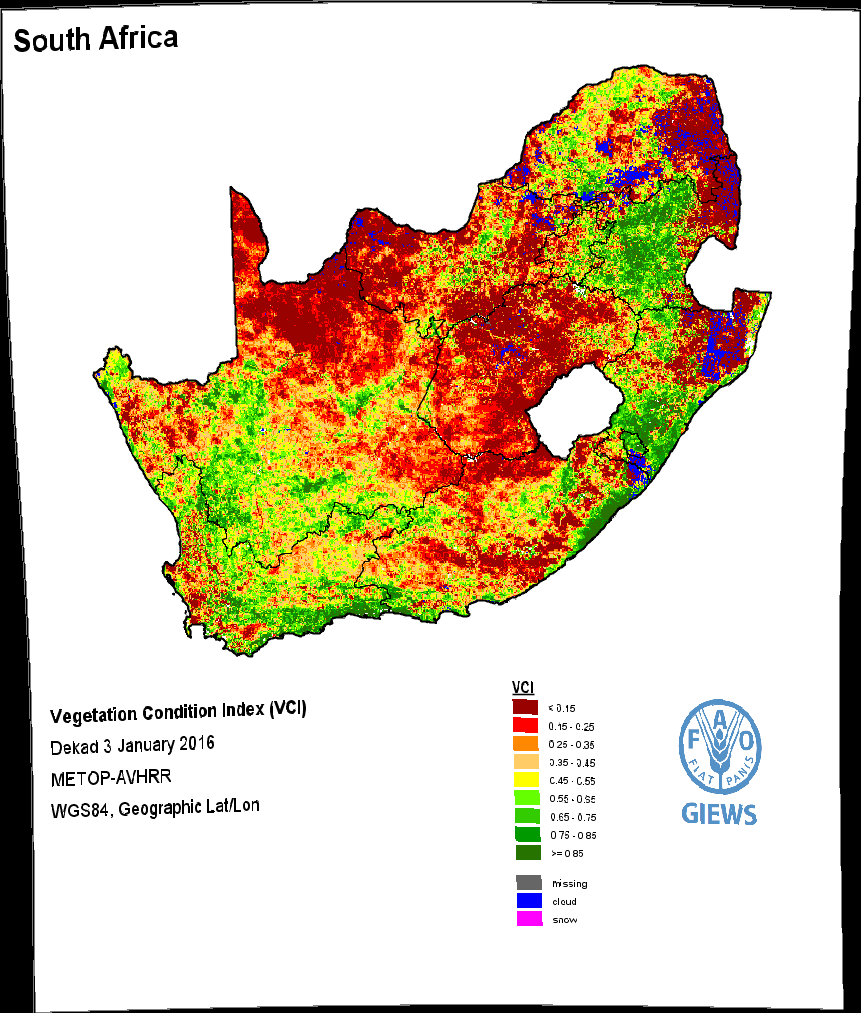 South Africa
Vegetation Condition Index (VCI)
Dekad 3 January 2016
METOP-AVHRR
WGS84, Geographic Lat/Lon
VCI
< 0.15
0.15 - 0.25
0.25 - 0.35
0.35 - 0.45
0.45 - 0.55
0.55 - 0.65
0.65 - 0.75
0.75 - 0.85
>= 0.85
missing
cloud
snow
F A O
FIAT PANIS
GIEWS